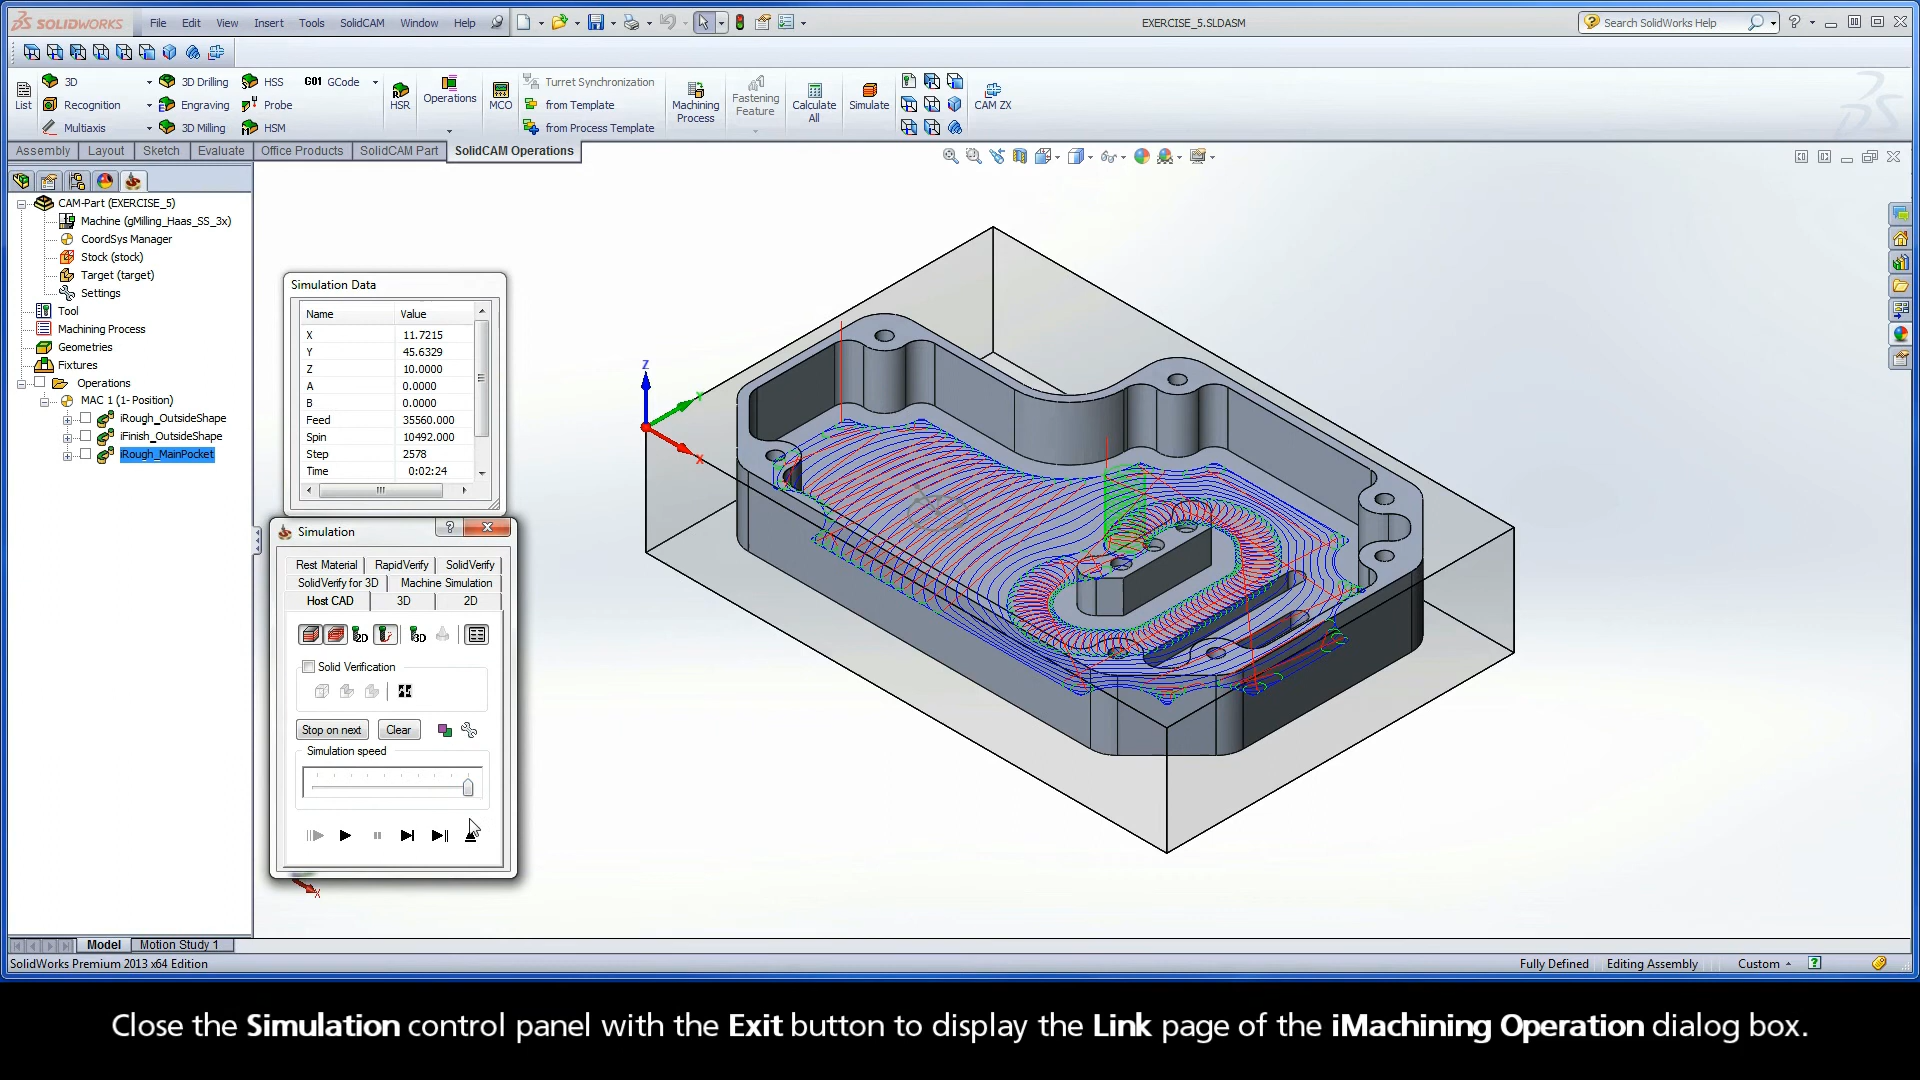 SOLIDWORKS File Edit View Insert Tools SolidCAM Window Help EXERCISE_5.SLDASM Search SolidWorks Help
3D 3D Drilling HSS G01 GCode Turret Synchronization
List Recognition Engraving Probe HSR Operations MCO from Template Machining Process Fastening Feature Calculate All Simulate CAM ZX
Multiaxis 3D Milling HSM from Process Template
Assembly Layout Sketch Evaluate Office Products SolidCAM Part SolidCAM Operations
CAM-Part (EXERCISE_5)
Machine (gMilling_Haas_SS_3x)
CoordSys Manager
Stock (stock)
Target (target)
Settings
Tool
Machining Process
Geometries
Fixtures
Operations
MAC 1 (1- Position)
iRough_OutsideShape
iFinish_OutsideShape
iRough_MainPocket
Simulation Data
Name Value
X 11.7215
Y 45.6329
Z 10.0000
A 0.0000
B 0.0000
Feed 35560.000
Spin 10492.000
Step 2578
Time 0:02:24
Simulation
Rest Material RapidVerify SolidVerify
SolidVerify for 3D Machine Simulation
Host CAD 3D 2D
2D 3D
Solid Verification
Stop on next Clear
Simulation speed
Z
X
X
Model Motion Study 1
SolidWorks Premium 2013 x64 Edition Fully Defined Editing Assembly Custom
Close the Simulation control panel with the Exit button to display the Link page of the iMachining Operation dialog box.